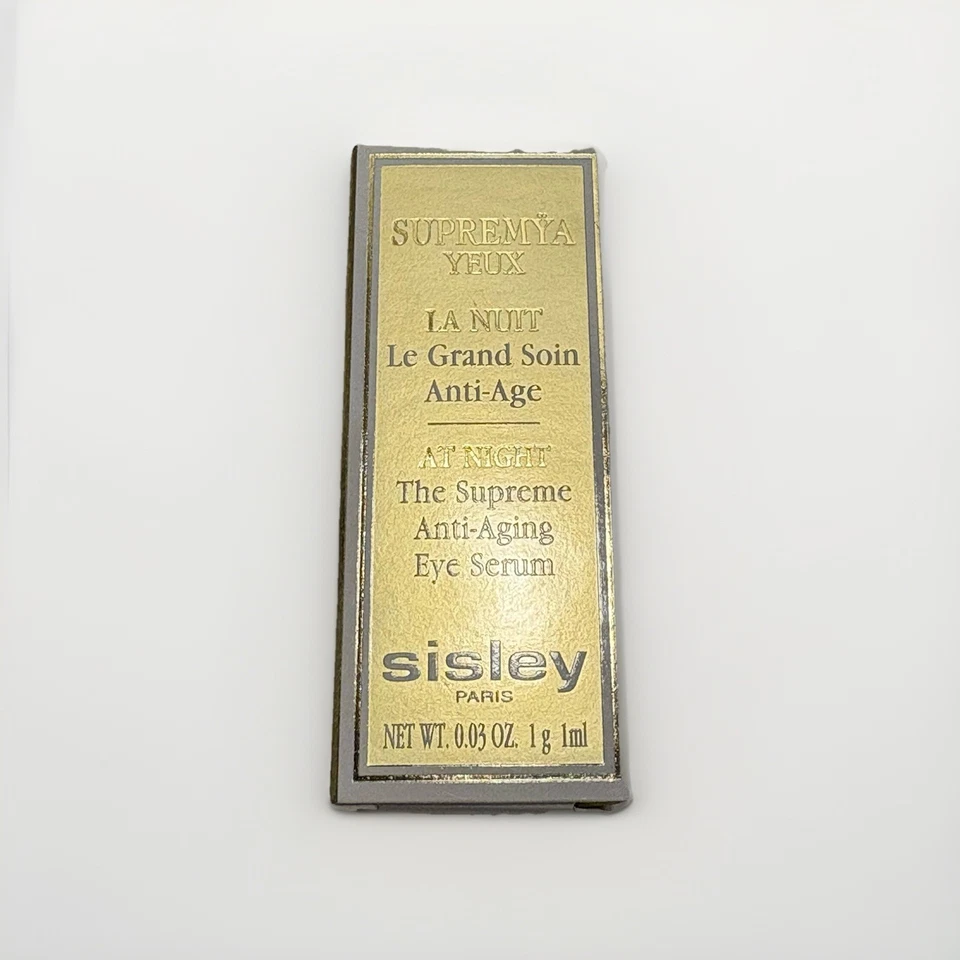 SUPREMŸA
YEUX
LA NUIT
Le Grand Soin
Anti-Age
AT NIGHT
The Supreme
Anti-Aging
Eye Serum
sisley
PARIS
NET WT. 0.03 OZ. 1 g 1ml